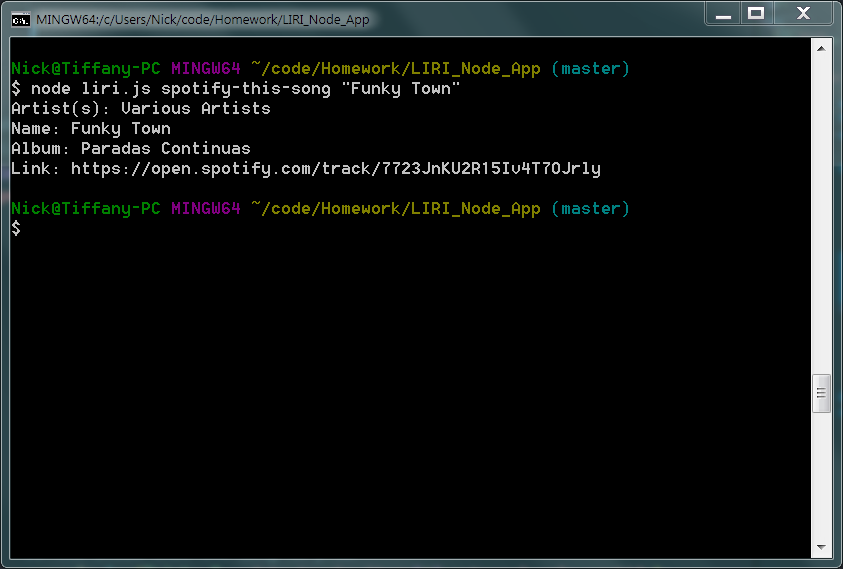 MINGW64:/c/Users/Nick/code/Homework/LIRI_Node_App
Nick@Tiffany-PC MINGW64 ~/code/Homework/LIRI_Node_App (master)
$ node liri.js spotify-this-song "Funky Town"
Artist(s): Various Artists
Name: Funky Town
Album: Paradas Continuas
Link: https://open.spotify.com/track/7723JnKU2R15Iv4T7OJrly
Nick@Tiffany-PC MINGW64 ~/code/Homework/LIRI_Node_App (master)
$